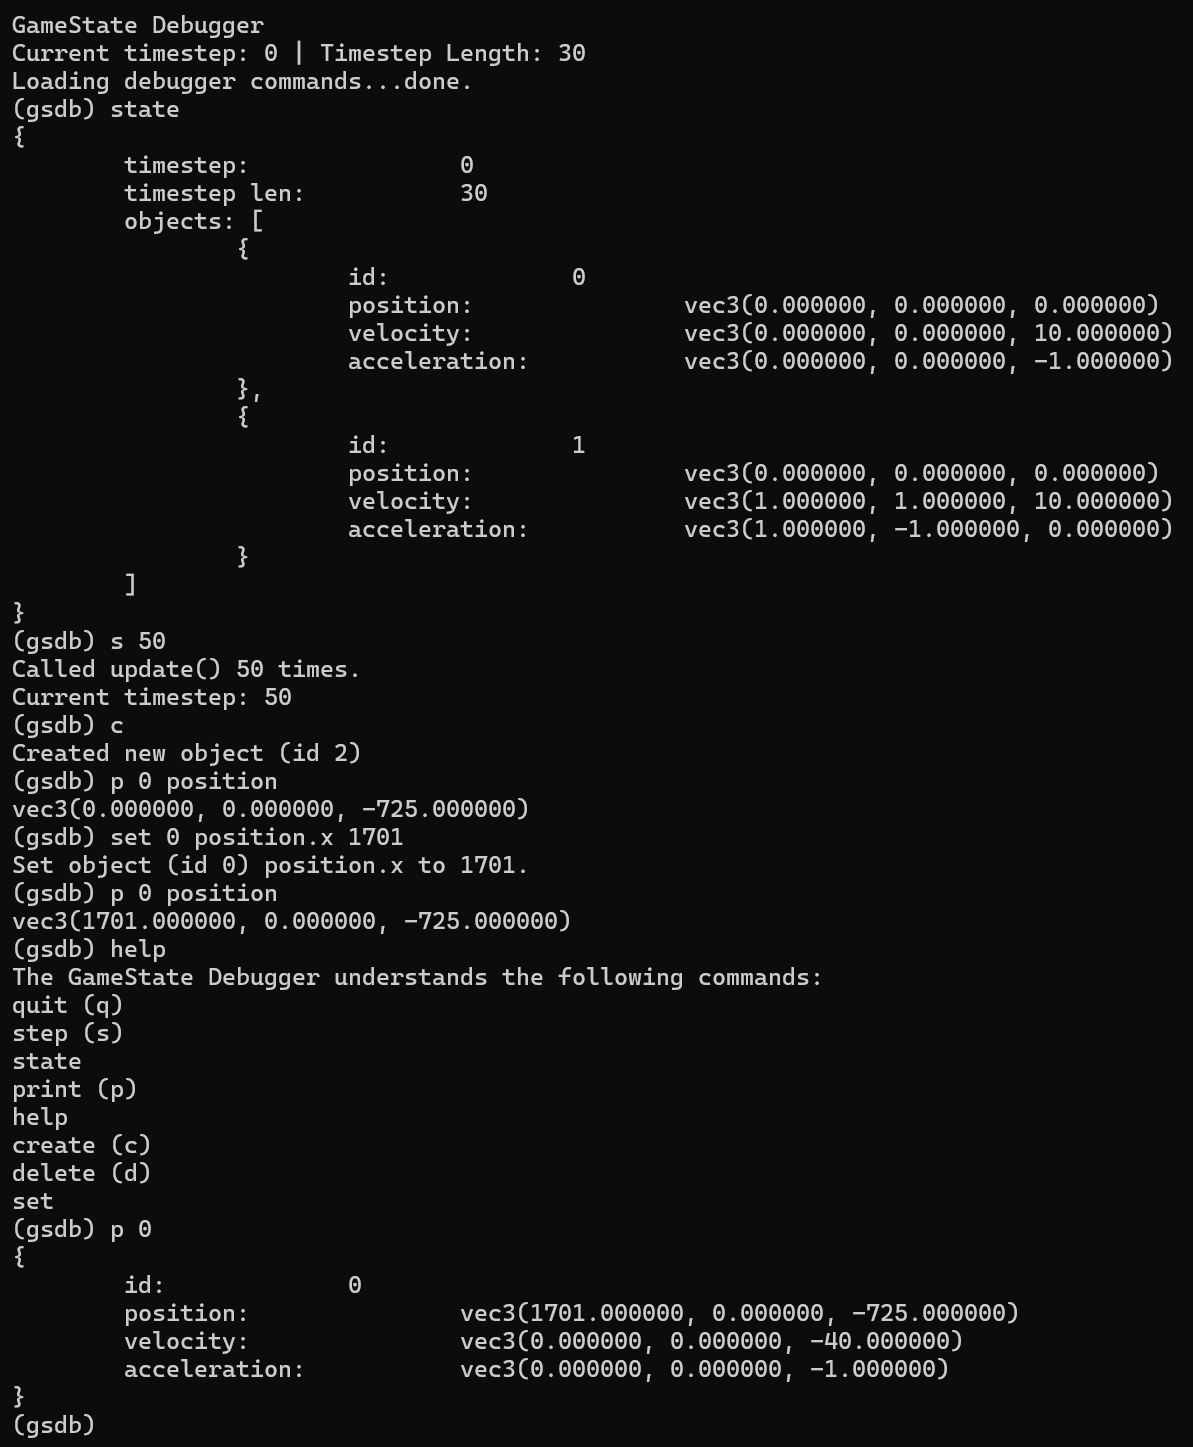 GameState Debugger
Current timestep: 0 | Timestep Length: 30
Loading debugger commands...done.
(gsdb) state
{
        timestep:               0
        timestep len:           30
        objects: [
                {
                        id:             0
                        position:               vec3(0.000000, 0.000000, 0.000000)
                        velocity:               vec3(0.000000, 0.000000, 10.000000)
                        acceleration:           vec3(0.000000, 0.000000, -1.000000)
                },
                {
                        id:             1
                        position:               vec3(0.000000, 0.000000, 0.000000)
                        velocity:               vec3(1.000000, 1.000000, 10.000000)
                        acceleration:           vec3(1.000000, -1.000000, 0.000000)
                }
        ]
}
(gsdb) s 50
Called update() 50 times.
Current timestep: 50
(gsdb) c
Created new object (id 2)
(gsdb) p 0 position
vec3(0.000000, 0.000000, -725.000000)
(gsdb) set 0 position.x 1701
Set object (id 0) position.x to 1701.
(gsdb) p 0 position
vec3(1701.000000, 0.000000, -725.000000)
(gsdb) help
The GameState Debugger understands the following commands:
quit (q)
step (s)
state
print (p)
help
create (c)
delete (d)
set
(gsdb) p 0
{
        id:             0
        position:               vec3(1701.000000, 0.000000, -725.000000)
        velocity:               vec3(0.000000, 0.000000, -40.000000)
        acceleration:           vec3(0.000000, 0.000000, -1.000000)
}
(gsdb)